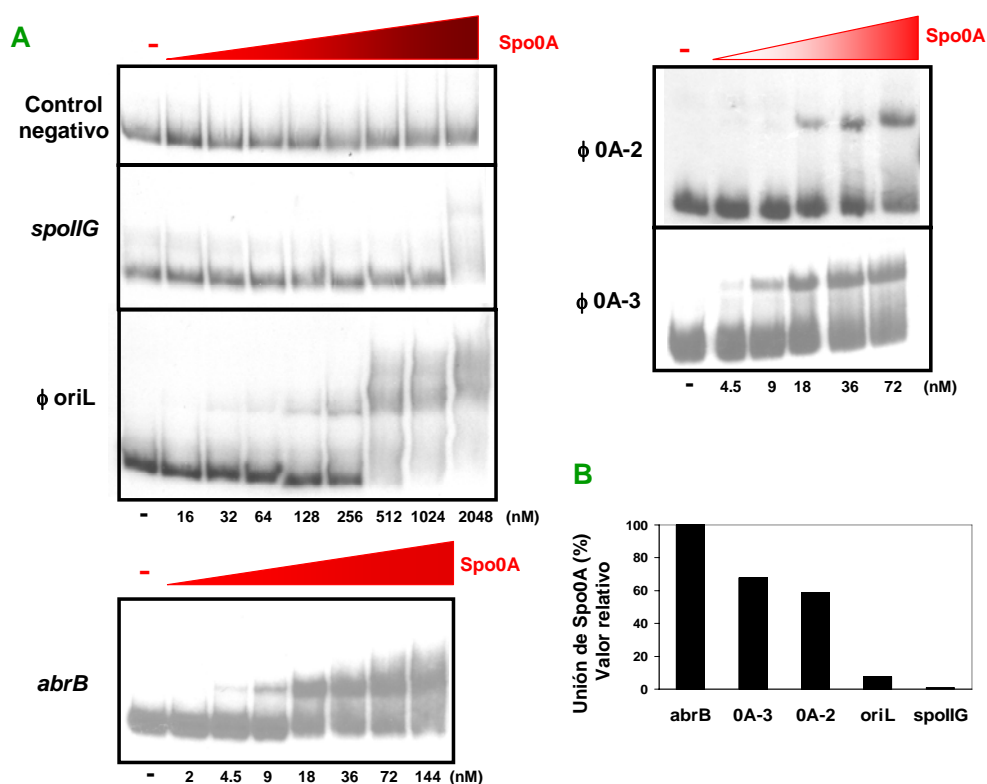 A
- Spo0A
Control
negativo
spoIIG
ϕ oriL
- 16 32 64 128 256 512 1024 2048 (nM)
- Spo0A
abrB
- 2 4.5 9 18 36 72 144 (nM)
- Spo0A
ϕ 0A-2
ϕ 0A-3
- 4.5 9 18 36 72 (nM)
B
Unión de Spo0A (%)
Valor relativo
100
80
60
40
20
0
abrB 0A-3 0A-2 oriL spoIIG